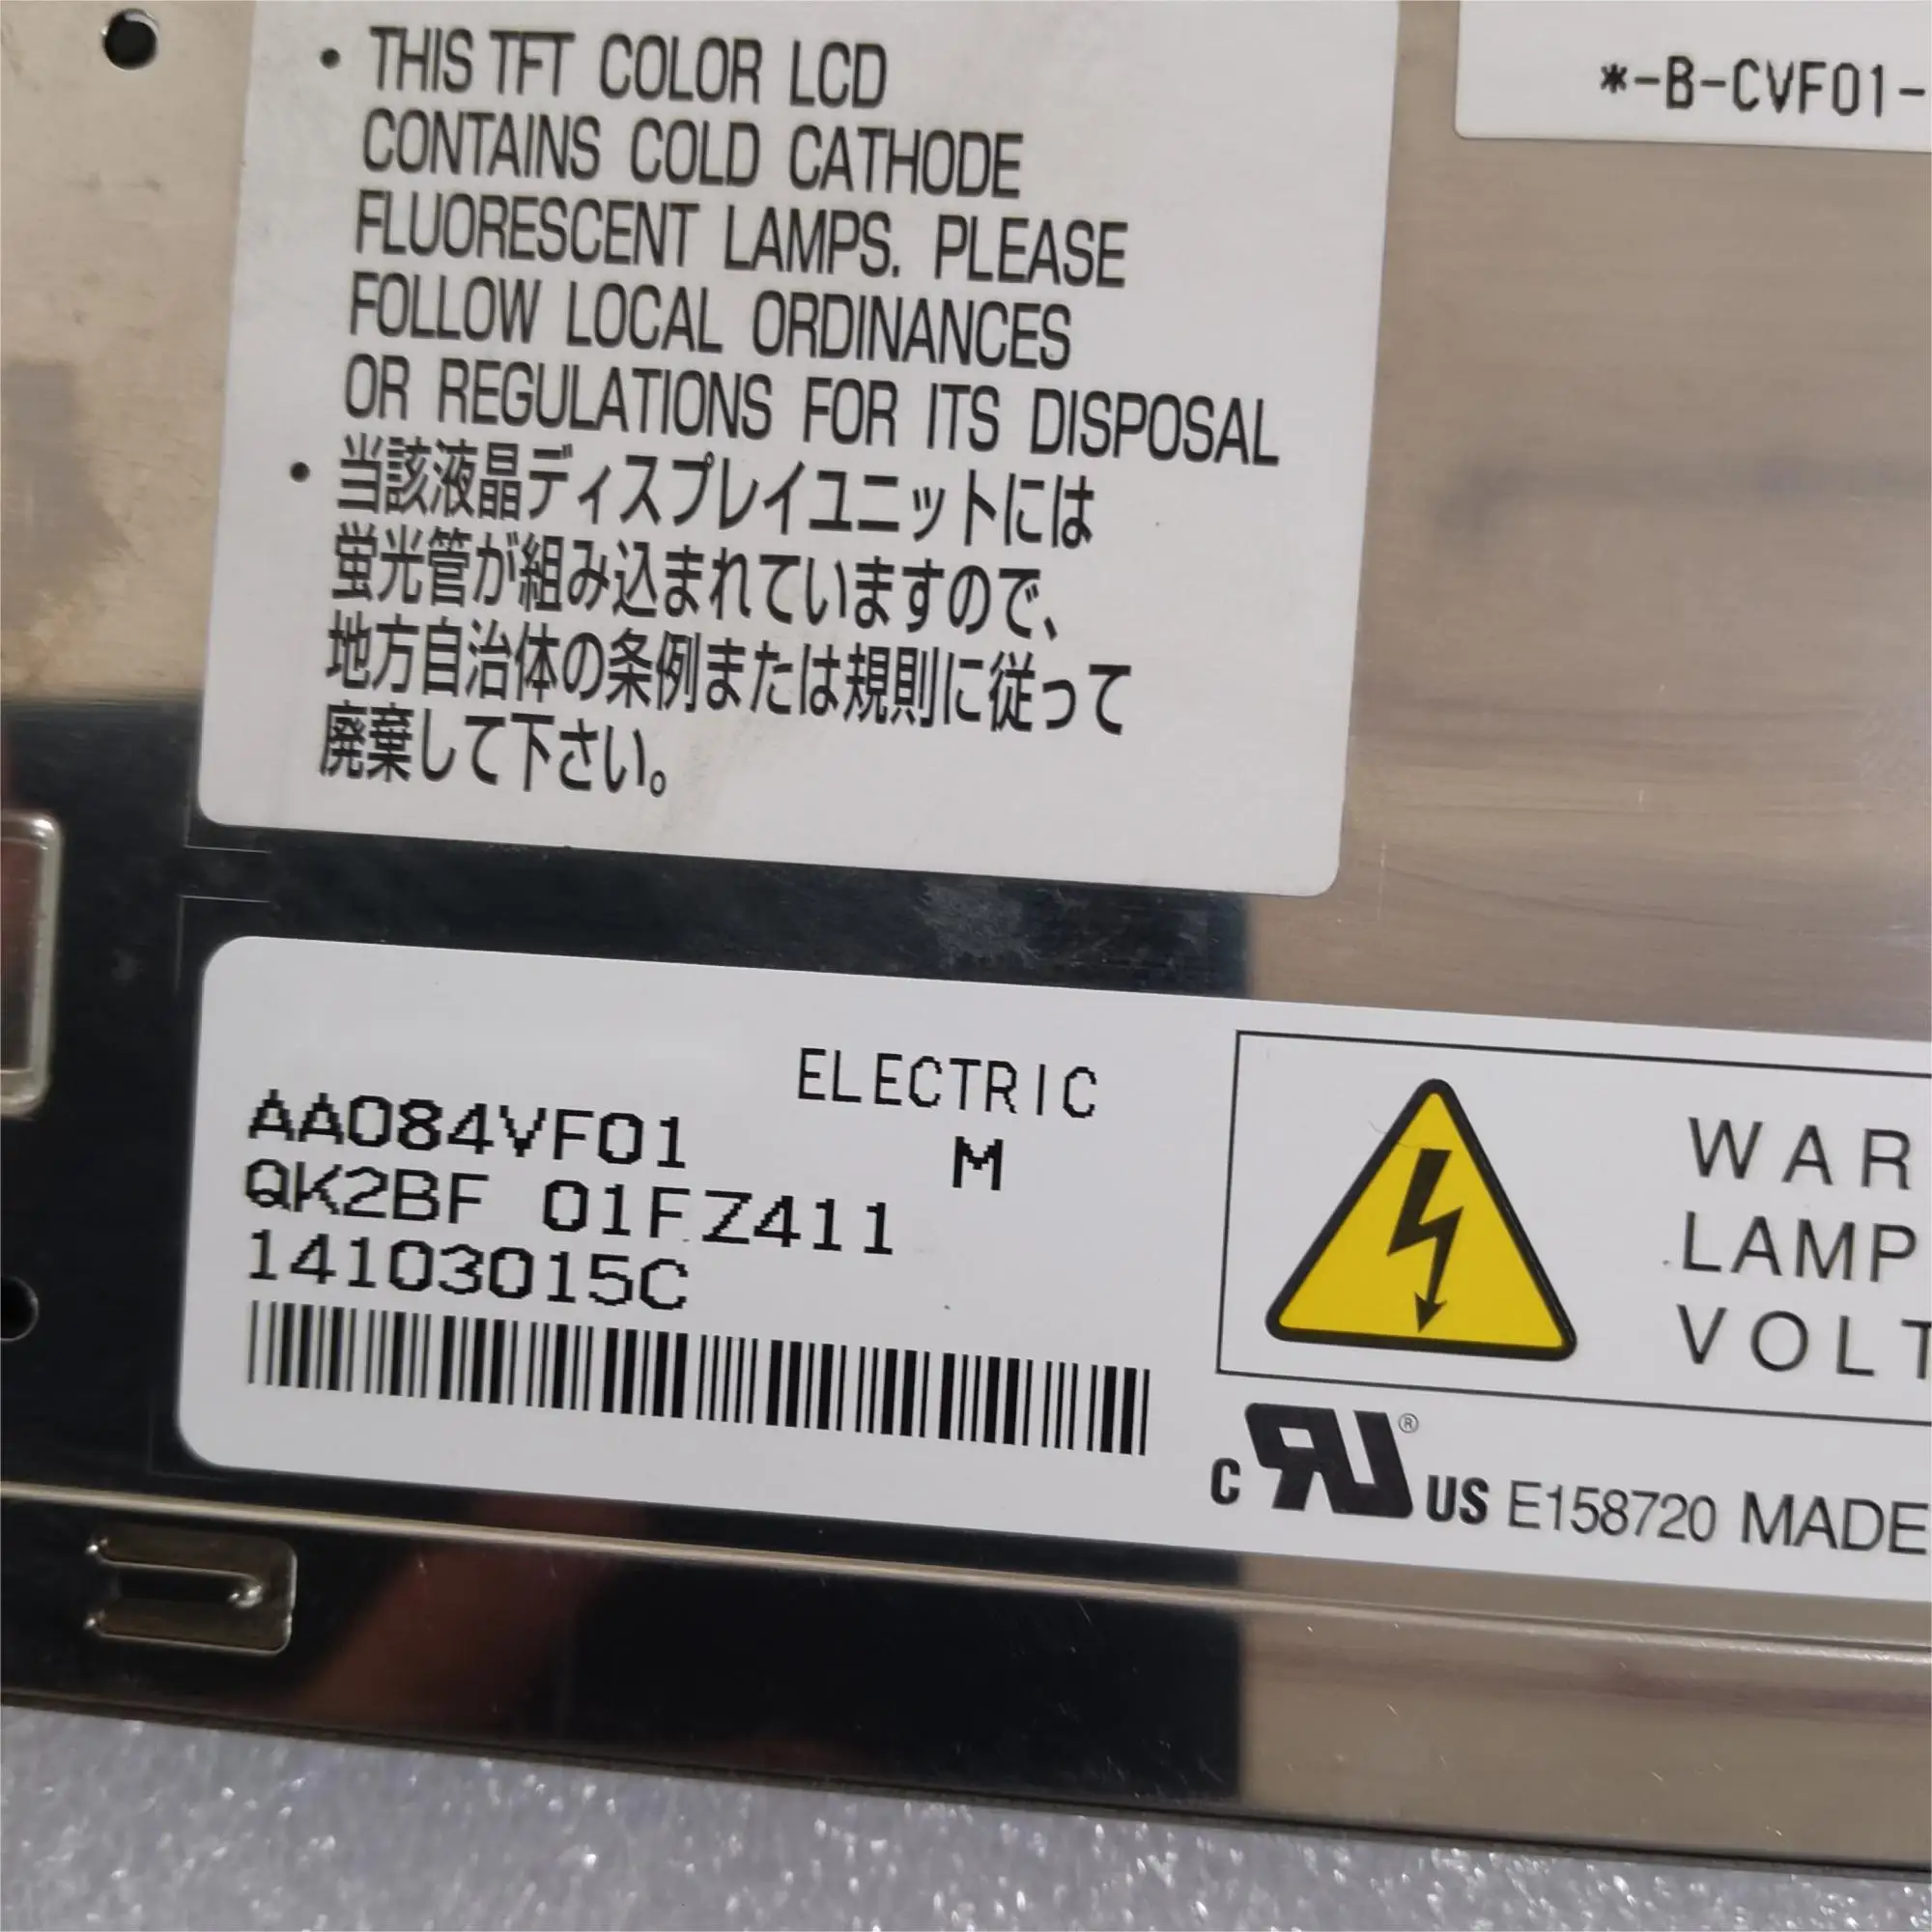 • THIS TFT COLOR LCD
CONTAINS COLD CATHODE
FLUORESCENT LAMPS. PLEASE
FOLLOW LOCAL ORDINANCES
OR REGULATIONS FOR ITS DISPOSAL
• 当該液晶ディスプレイユニットには
蛍光管が組み込まれていますので、
地方自治体の条例または規則に従って
廃棄して下さい。
*-B-CVF01-
ELECTRIC
AA084VF01
M
QK2BF 01FZ411
14103015C
WAR
LAMP
VOLT
c RU ® US E158720 MADE